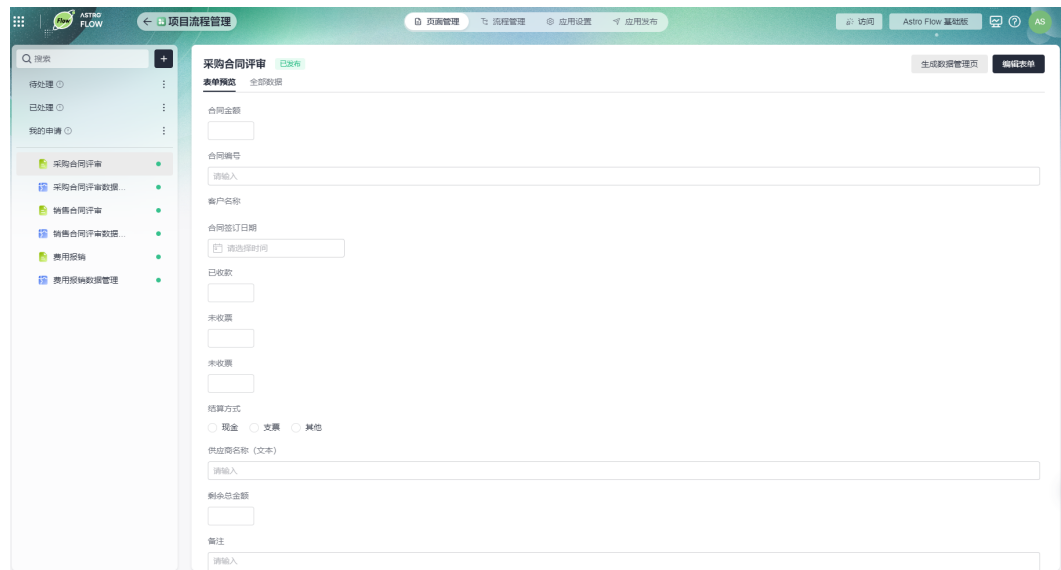 Flow ASTRO FLOW
项目流程管理
页面管理 流程管理 应用设置 应用发布
访问 Astro Flow 基础版 AS
搜索
待处理
已处理
我的申请
采购合同评审
采购合同评审数据...
销售合同评审
销售合同评审数据...
费用报销
费用报销数据管理
采购合同评审 已发布
生成数据管理页 编辑表单
表单预览 全部数据
合同金额
合同编号
请输入
客户名称
合同签订日期
请选择时间
已收款
未收票
未收票
结算方式
现金 支票 其他
供应商名称（文本）
请输入
剩余总金额
备注
请输入